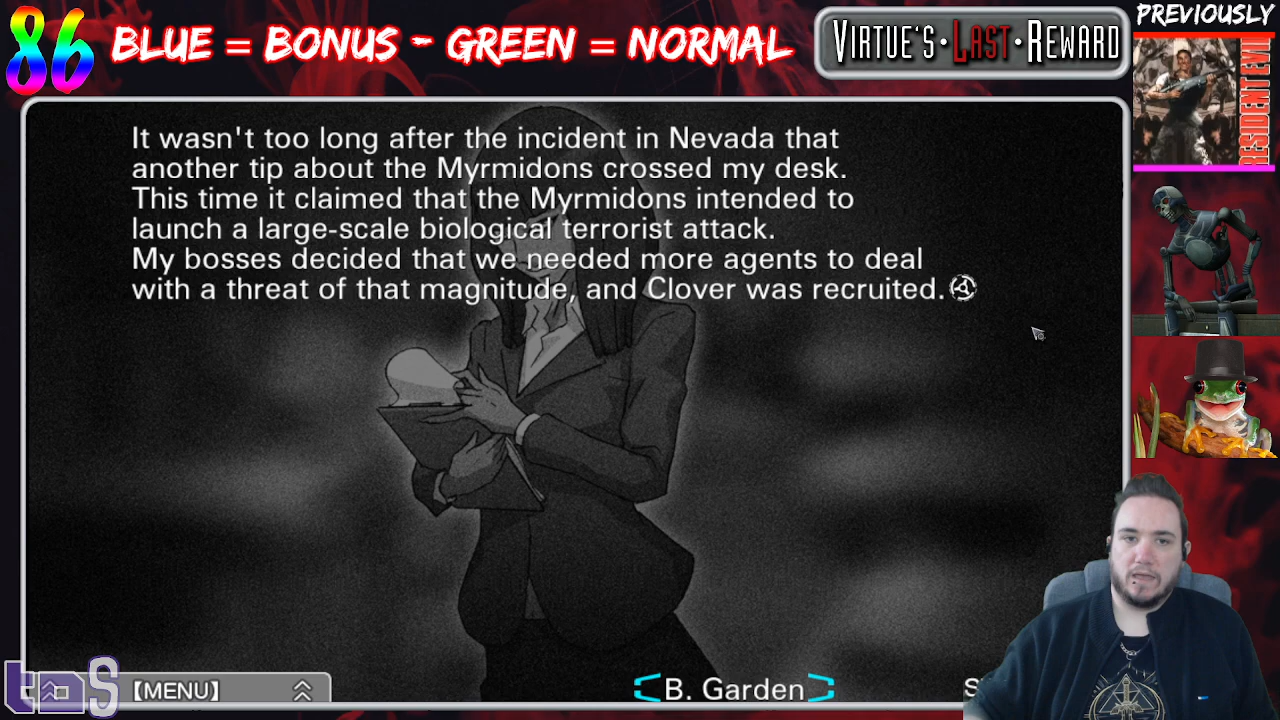 86
BLUE = BONUS - GREEN = NORMAL
VIRTUE'S·LAST·REWARD
PREVIOUSLY
RESIDENT EVIL
It wasn't too long after the incident in Nevada that
another tip about the Myrmidons crossed my desk.
This time it claimed that the Myrmidons intended to
launch a large-scale biological terrorist attack.
My bosses decided that we needed more agents to deal
with a threat of that magnitude, and Clover was recruited.
【MENU】
B. Garden